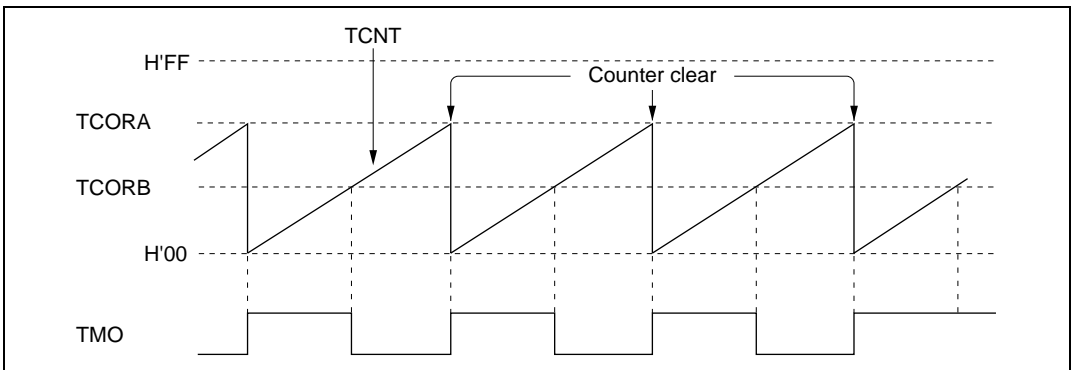 TCNT
H'FF
Counter clear
TCORA
TCORB
H'00
TMO